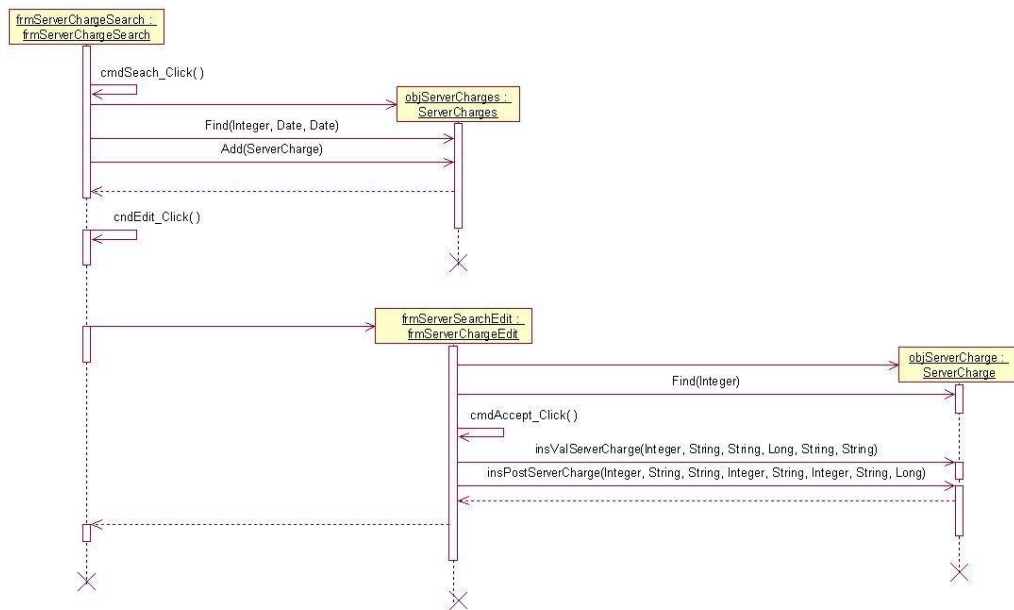 frmServerChargeSearch :
frmServerChargeSearch
cmdSeach_Click( )
objServerCharges :
ServerCharges
Find(Integer, Date, Date)
Add(ServerCharge)
cndEdit_Click( )
frmServerSearchEdit :
frmServerChargeEdit
objServerCharge :
ServerCharge
Find(Integer)
cmdAccept_Click( )
insValServerCharge(Integer, String, String, Long, String, String)
insPostServerCharge(Integer, String, String, Integer, String, Integer, String, Long)